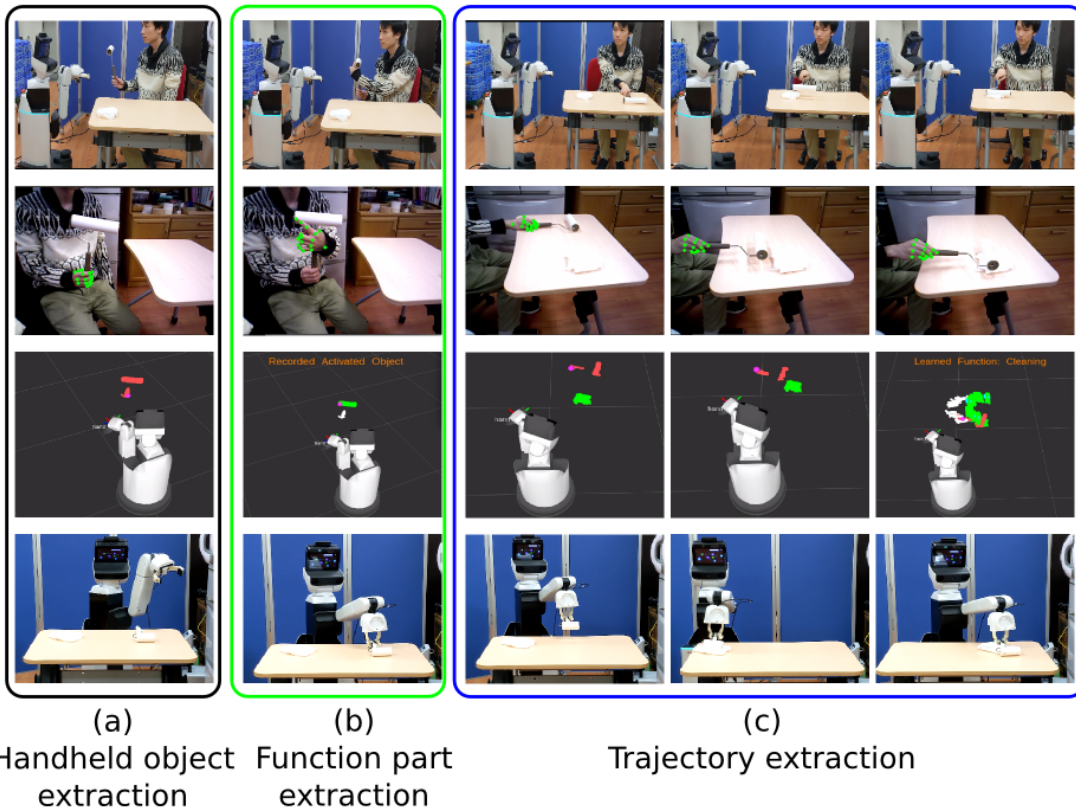 Recorded Activated Object
Learned Function: Cleaning
(a)
(b)
(c)
Handheld object
extraction
Function part
extraction
Trajectory extraction